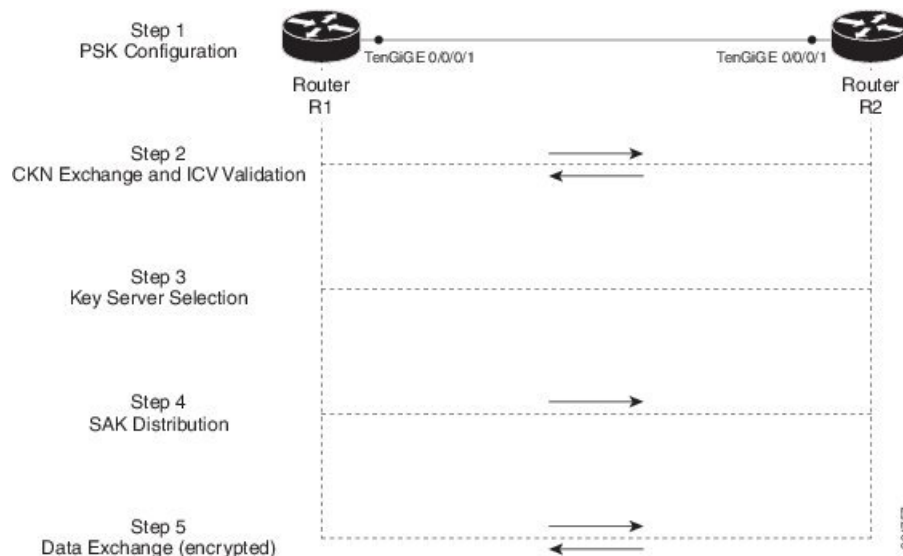 Step 1
PSK Configuration
TenGiGE 0/0/0/1
TenGiGE 0/0/0/1
Router
R1
Router
R2
Step 2
CKN Exchange and ICV Validation
Step 3
Key Server Selection
Step 4
SAK Distribution
Step 5
Data Exchange (encrypted)